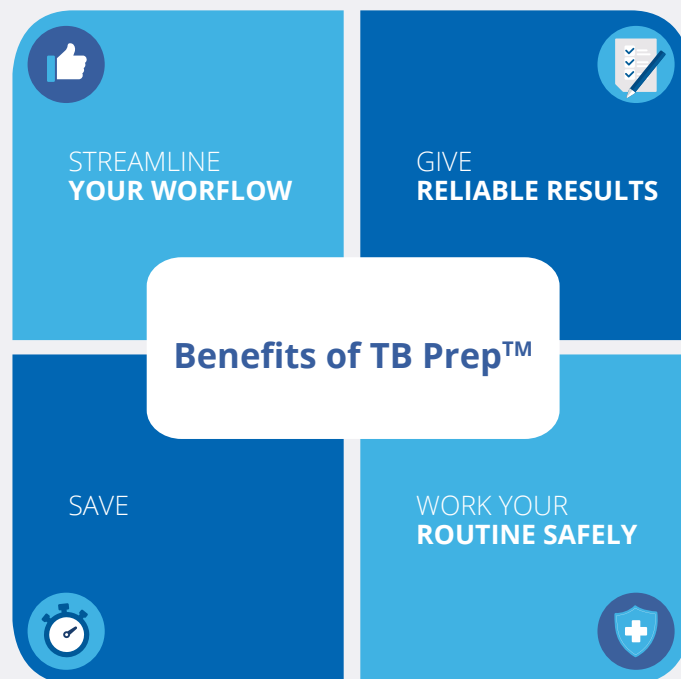 STREAMLINE
YOUR WORFLOW
GIVE
RELIABLE RESULTS
Benefits of TB Prep™
SAVE
WORK YOUR
ROUTINE SAFELY